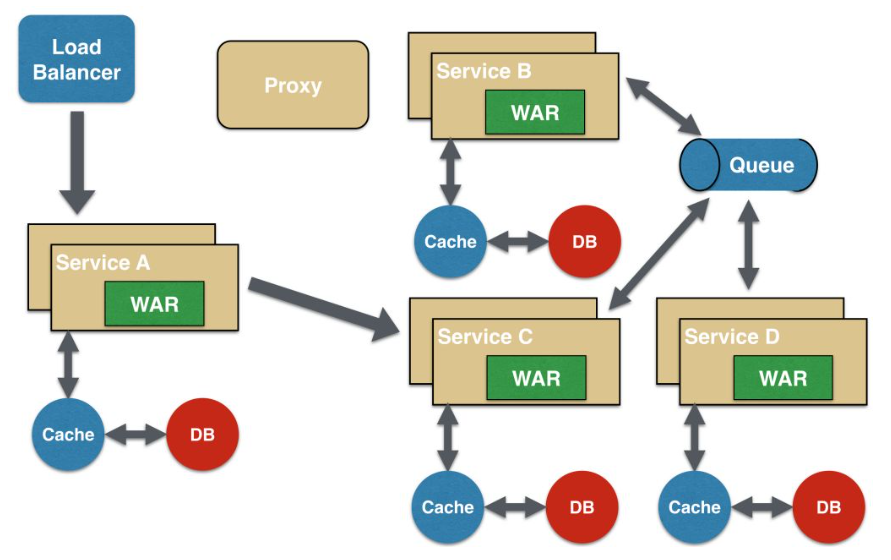 Load
Balancer
Proxy
Service B
WAR
Queue
Cache
DB
Service A
WAR
Cache
DB
Service C
WAR
Cache
DB
Service D
WAR
Cache
DB